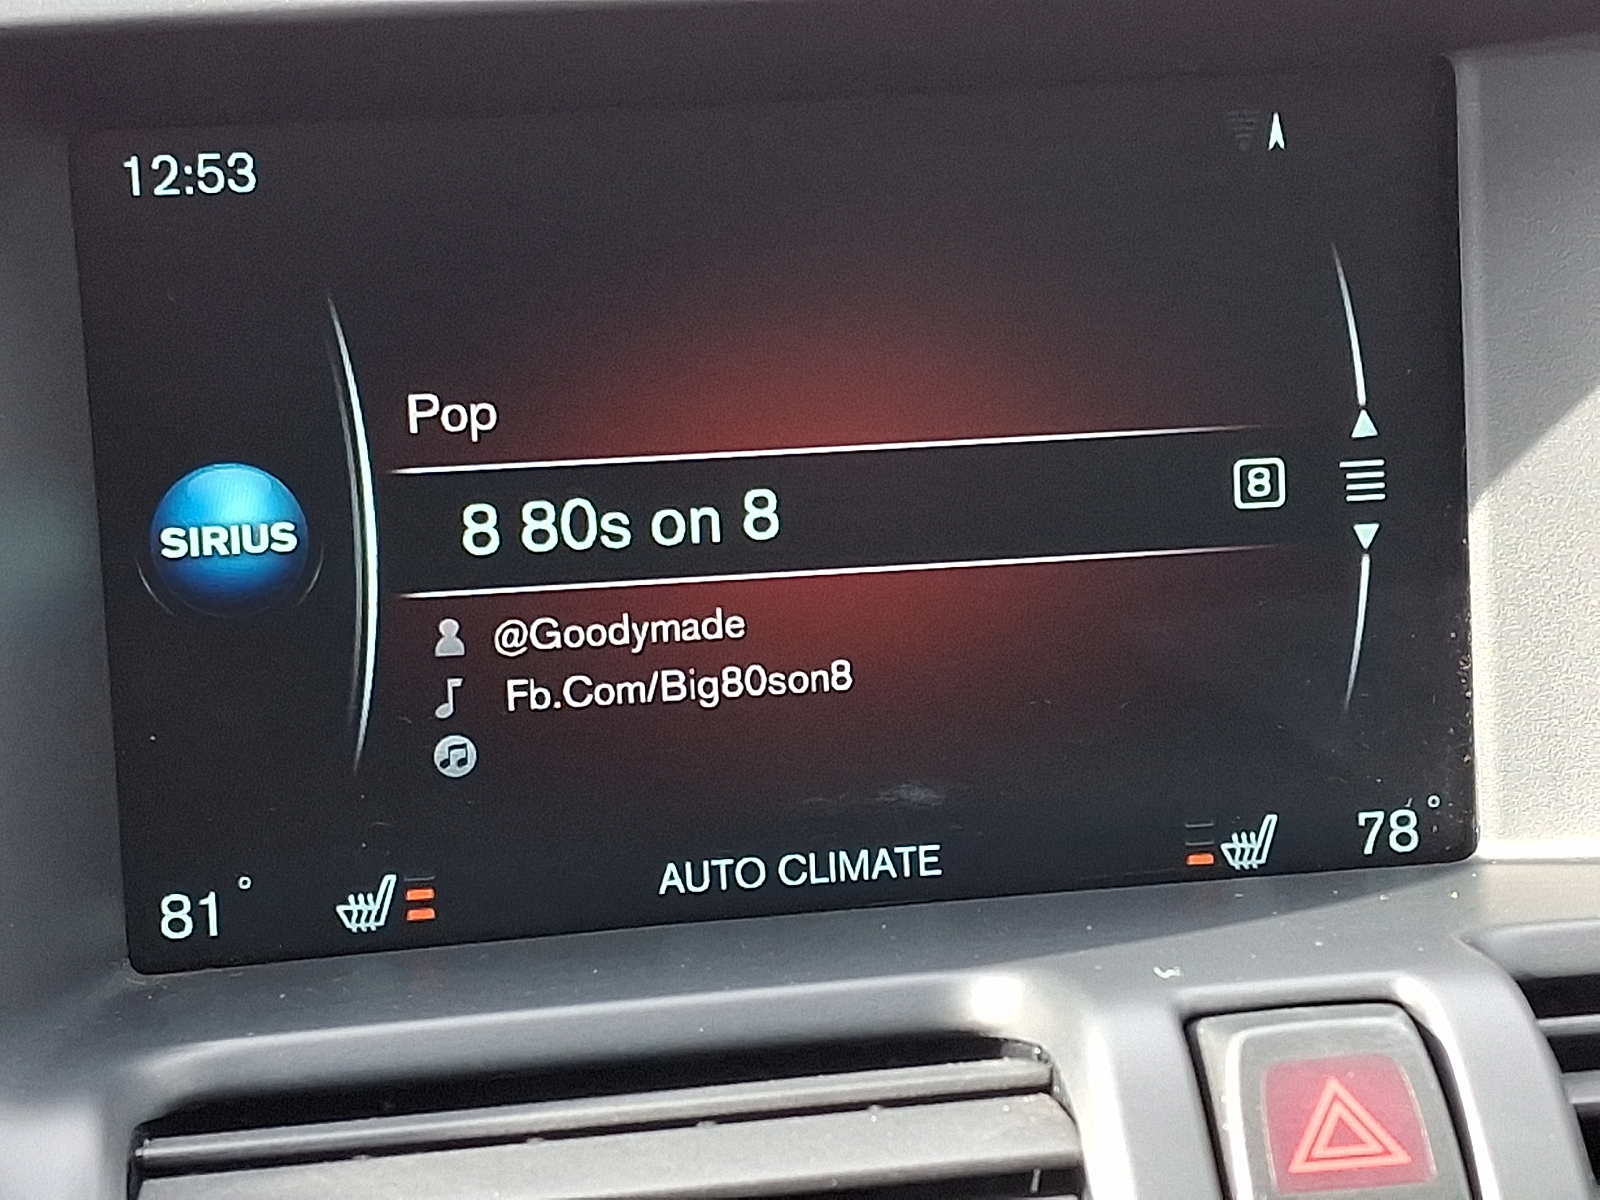 12:53
Pop
8 80s on 8
8
SIRIUS
@Goodymade
Fb.Com/Big80son8
AUTO CLIMATE
81°
78°